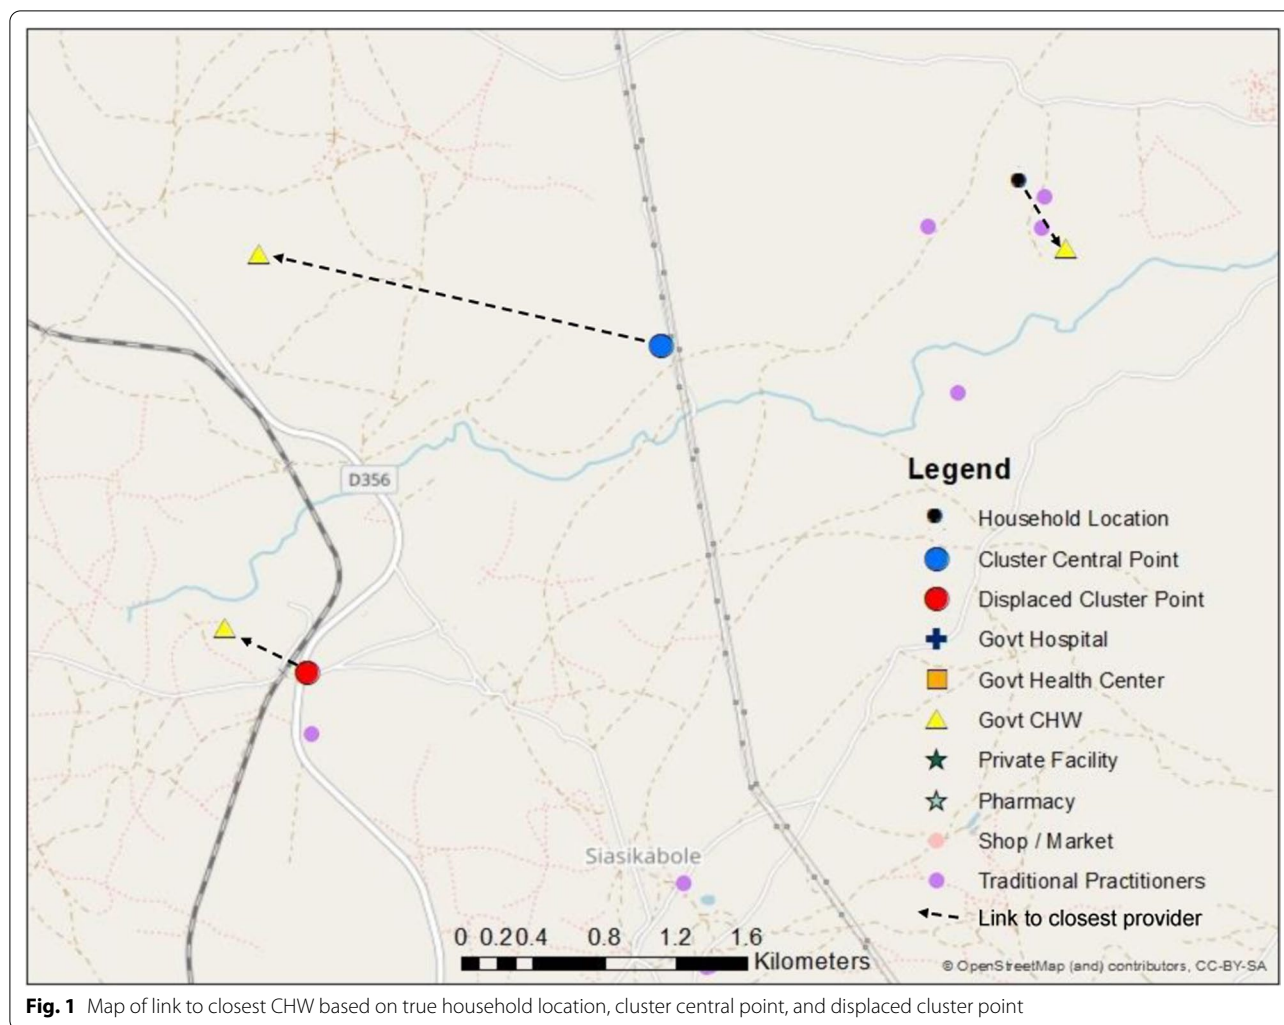 D356
Legend
Household Location
Cluster Central Point
Displaced Cluster Point
Govt Hospital
Govt Health Center
Govt CHW
Private Facility
Pharmacy
Shop / Market
Traditional Practitioners
Link to closest provider
Siasikabole
0 0.20 0.4 0.8 1.2 1.6
Kilometers
© OpenStreetMap (and) contributors, CC-BY-SA
Fig. 1 Map of link to closest CHW based on true household location, cluster central point, and displaced cluster point